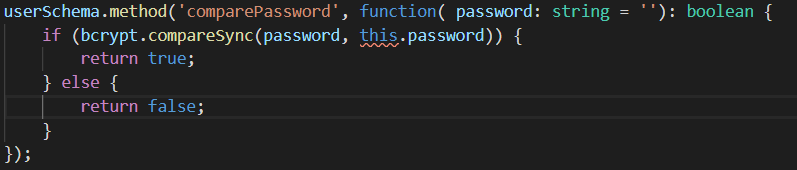 userSchema.method('comparePassword', function( password: string = ''): boolean {
    if (bcrypt.compareSync(password, this.password)) {
        return true;
    } else {
        return false;
    }
});